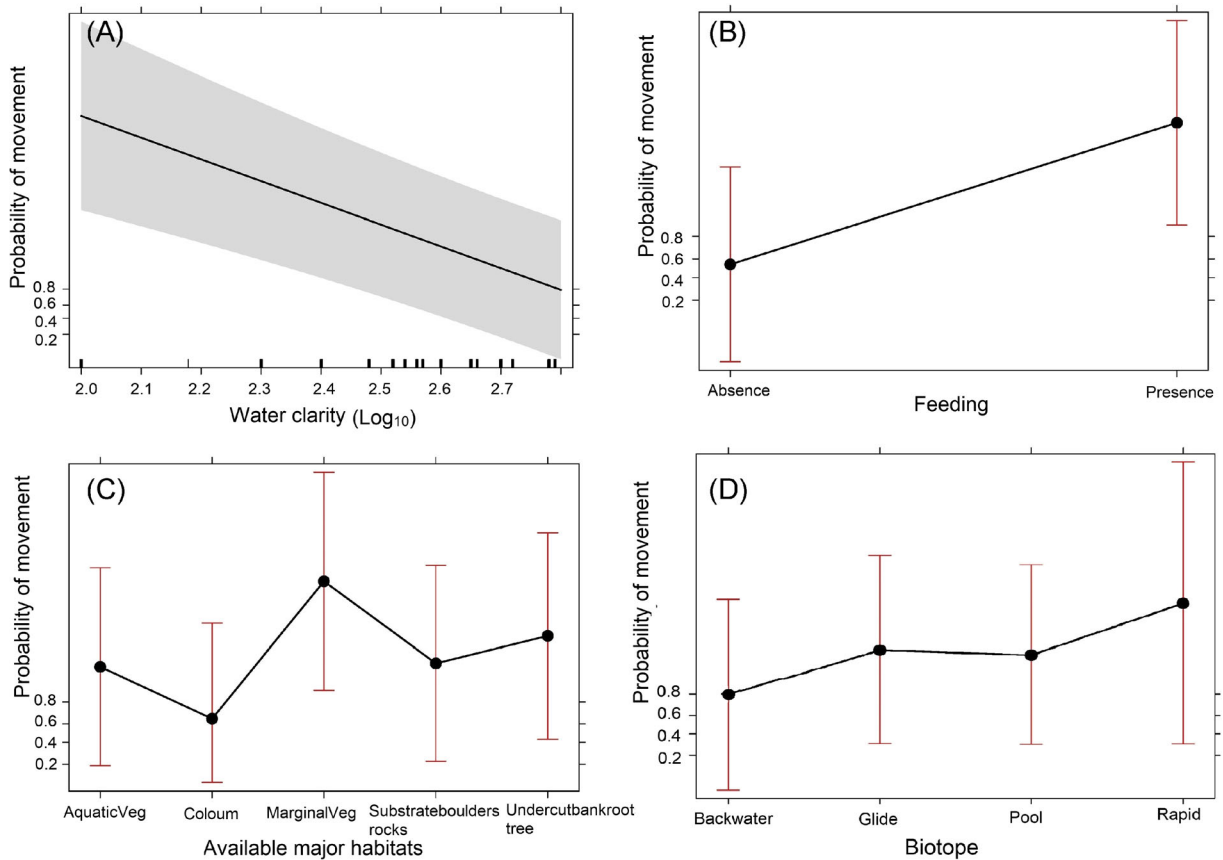 (A)
Probability of movement
0.8
0.6
0.4
0.2
2.0 2.1 2.2 2.3 2.4 2.5 2.6 2.7
Water clarity (Log10)
(B)
Probability of movement
0.8
0.6
0.4
0.2
Absence Presence
Feeding
(C)
Probability of movement
0.8
0.6
0.4
0.2
AquaticVeg Coloum MarginalVeg Substrateboulders Undercutbankroot
rocks tree
Available major habitats
(D)
Probability of movement
0.8
0.6
0.4
0.2
Backwater Glide Pool Rapid
Biotope